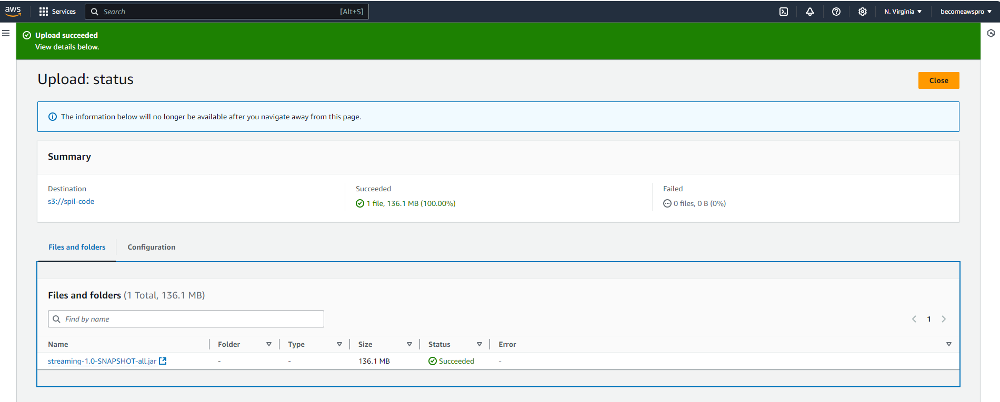 aws Services Search [Alt+S] N. Virginia becomeawspro
Upload succeeded
View details below.
Upload: status
Close
The information below will no longer be available after you navigate away from this page.
Summary
Destination
s3://spil-code
Succeeded
1 file, 136.1 MB (100.00%)
Failed
0 files, 0 B (0%)
Files and folders Configuration
Files and folders (1 Total, 136.1 MB)
Find by name
1
Name Folder Type Size Status Error
streaming-1.0-SNAPSHOT-all.jar - - 136.1 MB Succeeded -